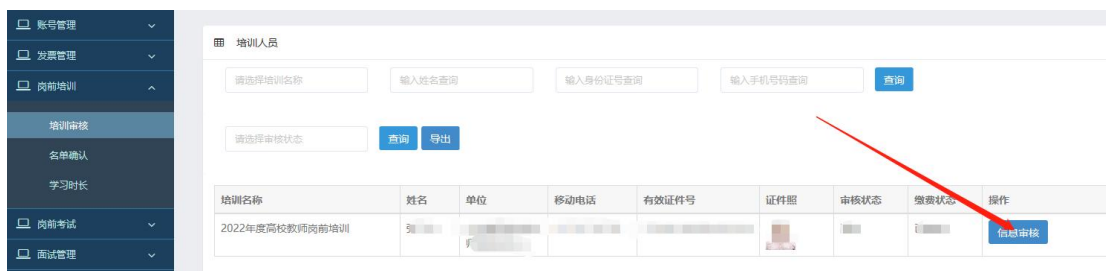 账号管理
发票管理
岗前培训
培训审核
名单确认
学习时长
岗前考试
面试管理
培训人员
请选择培训名称 输入姓名查询 输入身份证号查询 输入手机号码查询 查询
请选择审核状态 查询 导出
培训名称 姓名 单位 移动电话 有效证件号 证件照 审核状态 缴费状态 操作
2022年度高校教师岗前培训 信息审核